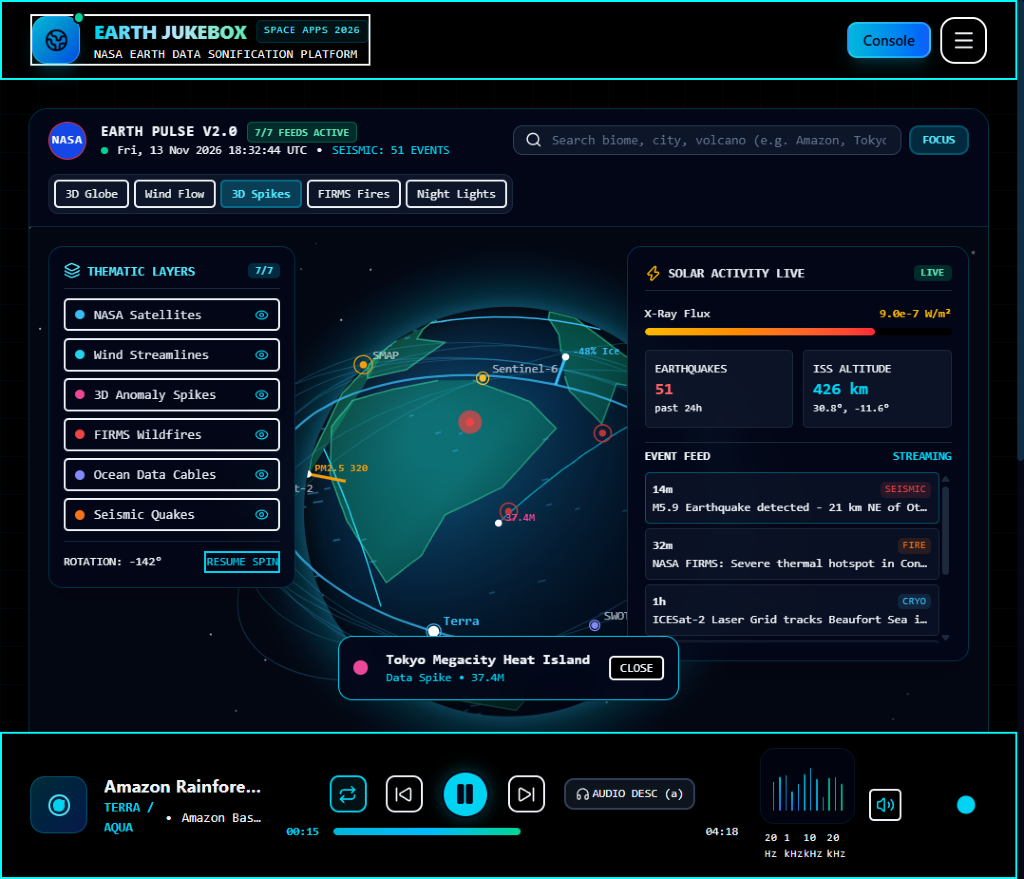 EARTH JUKEBOX
SPACE APPS 2026
NASA EARTH DATA SONIFICATION PLATFORM
Console
NASA
EARTH PULSE V2.0
7/7 FEEDS ACTIVE
Fri, 13 Nov 2026 18:32:44 UTC • SEISMIC: 51 EVENTS
Search biome, city, volcano (e.g. Amazon, Tokyo
FOCUS
3D Globe
Wind Flow
3D Spikes
FIRMS Fires
Night Lights
THEMATIC LAYERS
7/7
NASA Satellites
Wind Streamlines
3D Anomaly Spikes
FIRMS Wildfires
Ocean Data Cables
Seismic Quakes
ROTATION: -142°
RESUME SPIN
SMAP
Sentinel-6
-48% Ice
PM2.5 320
t-2
37.4M
Terra
SWOT
SOLAR ACTIVITY LIVE
LIVE
X-Ray Flux
9.0e-7 W/m²
EARTHQUAKES
51
past 24h
ISS ALTITUDE
426 km
30.8°, -11.6°
EVENT FEED
STREAMING
14m
SEISMIC
M5.9 Earthquake detected - 21 km NE of Ot…
32m
FIRE
NASA FIRMS: Severe thermal hotspot in Con…
1h
CRYO
ICESat-2 Laser Grid tracks Beaufort Sea i…
Tokyo Megacity Heat Island
Data Spike • 37.4M
CLOSE
Amazon Rainfore...
TERRA /
AQUA
• Amazon Bas…
00:15
AUDIO DESC (a)
04:18
20 1 10 20
Hz kHzkHz kHz